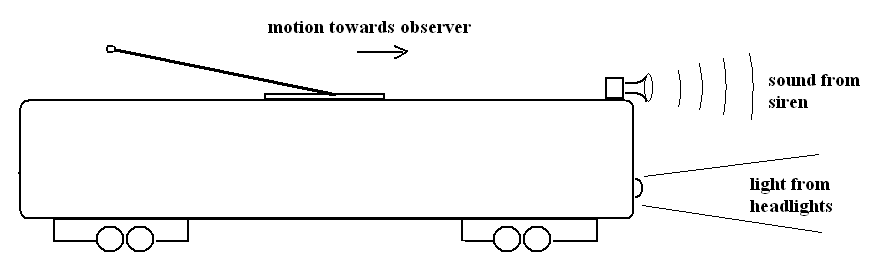 motion towards observer
sound from
siren
light from
headlights